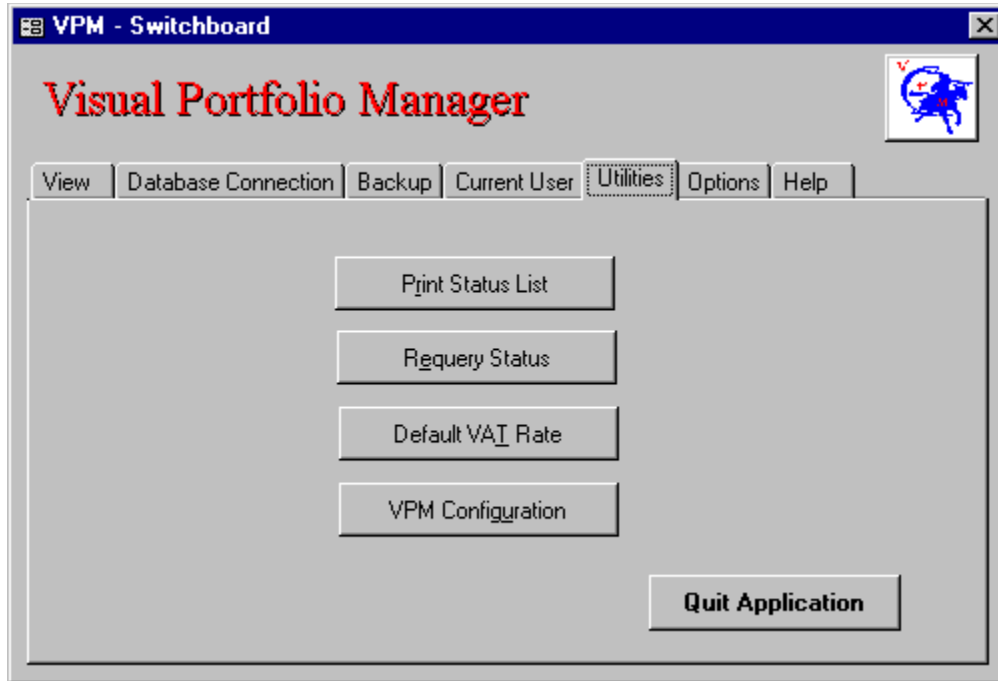 VPM - Switchboard
Visual Portfolio Manager
V
M
View Database Connection Backup Current User Utilities Options Help
Print Status List
Requery Status
Default VAT Rate
VPM Configuration
Quit Application